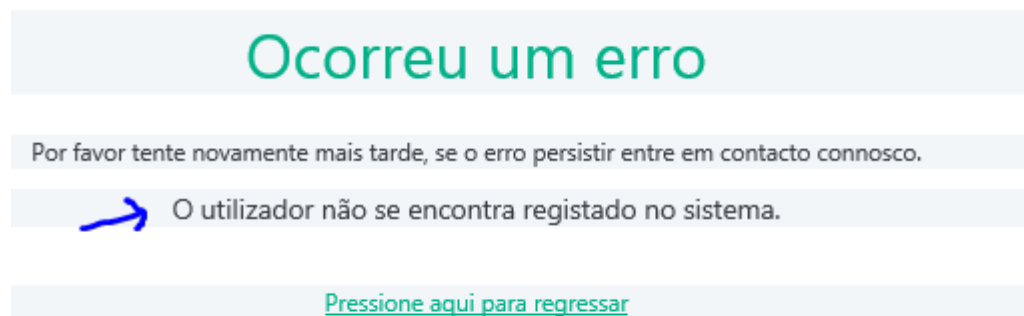 Ocorreu um erro
Por favor tente novamente mais tarde, se o erro persistir entre em contacto connosco.
O utilizador não se encontra registado no sistema.
Pressione aqui para regressar